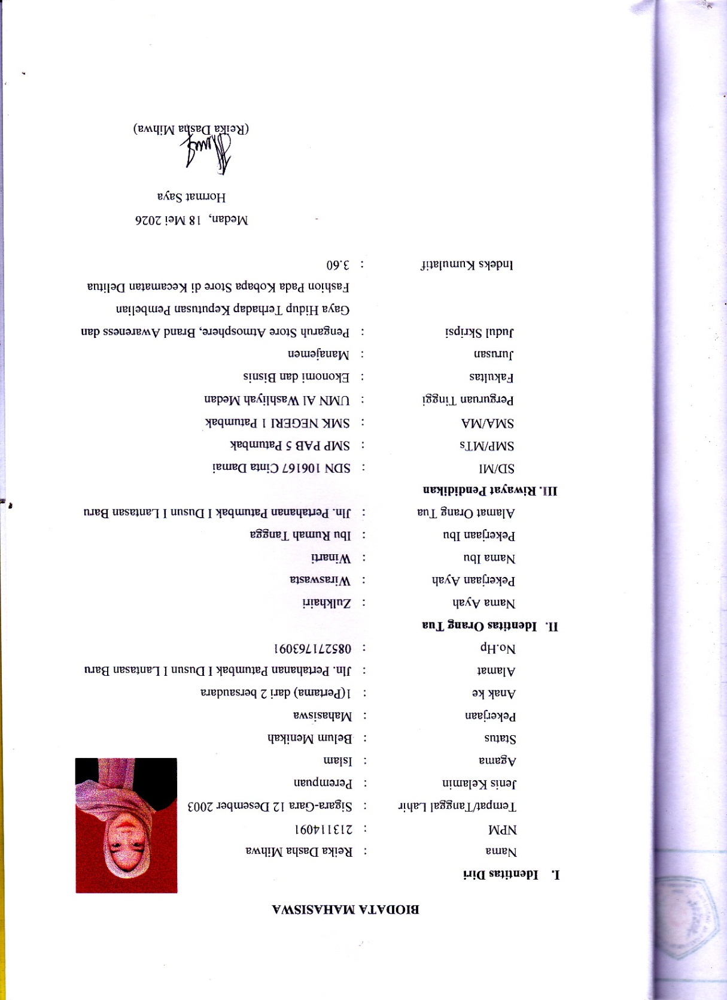 BIODATA MAHASISWA
I. Identitas Diri
Nama : Reika Dasha Mihwa
NPM : 213114091
Tempat/Tanggal Lahir : Sigara-Gara 12 Desember 2003
Jenis Kelamin : Perempuan
Agama : Islam
Status : Belum Menikah
Pekerjaan : Mahasiswa
Anak ke : 1(Pertama) dari 2 bersaudara
Alamat : Jln. Pertahanan Patumbak I Dusun I Lantasan Baru
No.Hp : 085271763091
II. Identitas Orang Tua
Nama Ayah : Zulkhairi
Pekerjaan Ayah : Wiraswasta
Nama Ibu : Winarti
Pekerjaan Ibu : Ibu Rumah Tangga
Alamat Orang Tua : Jln. Pertahanan Patumbak I Dusun I Lantasan Baru
III. Riwayat Pendidikan
SD/MI : SDN 106167 Cinta Damai
SMP/MTs : SMP PAB 5 Patumbak
SMA/MA : SMK NEGERI 1 Patumbak
Perguruan Tinggi : UMN Al Washliyah Medan
Fakultas : Ekonomi dan Bisnis
Jurusan : Manajemen
Judul Skripsi : Pengaruh Store Atmosphere, Brand Awareness dan
Gaya Hidup Terhadap Keputusan Pembelian
Fashion Pada Kobapa Store di Kecamatan Delitua
Indeks Kumulatif : 3.60
Medan, 18 Mei 2026
Hormat Saya
(Reika Dasha Mihwa)